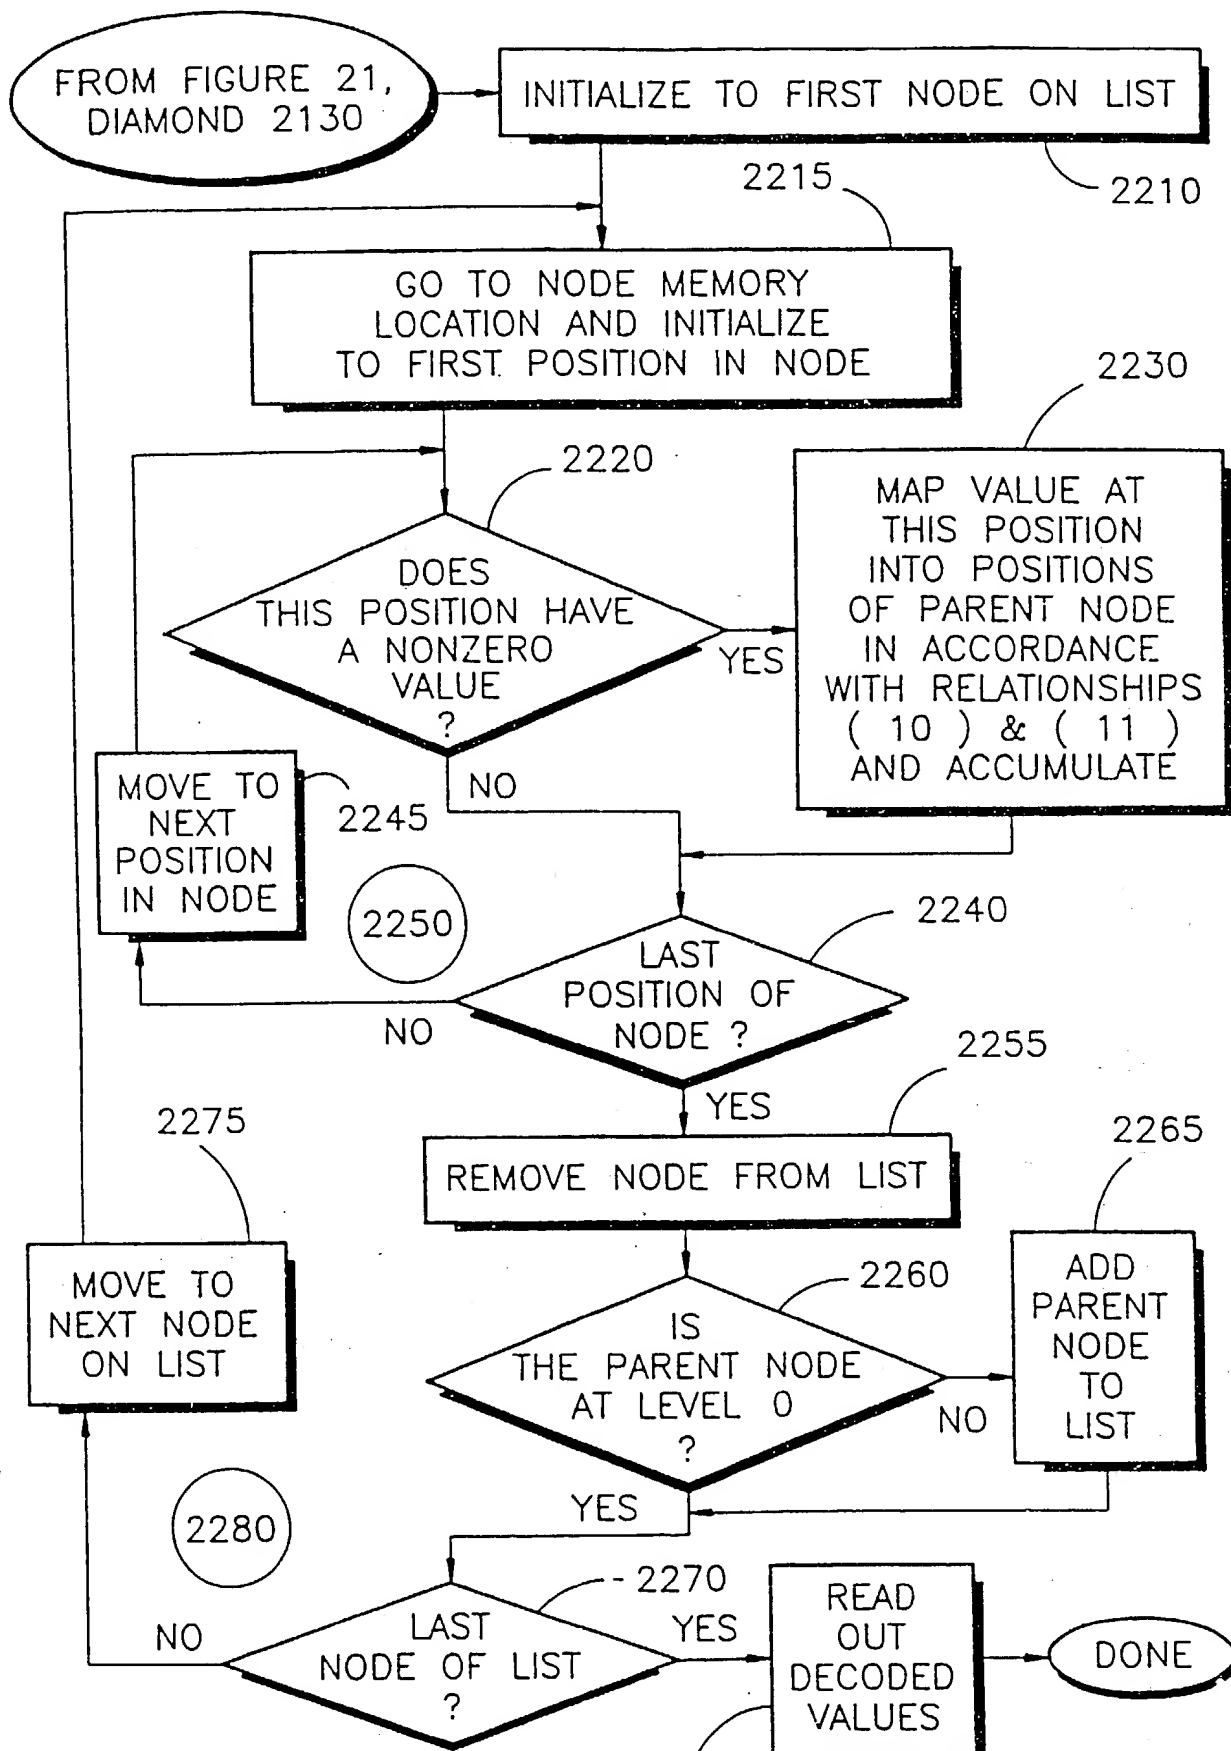 FROM FIGURE 21,
DIAMOND 2130
INITIALIZE TO FIRST NODE ON LIST
2210
2215
GO TO NODE MEMORY
LOCATION AND INITIALIZE
TO FIRST POSITION IN NODE
2220
2230
DOES
THIS POSITION HAVE
A NONZERO
VALUE
?
YES
NO
MAP VALUE AT
THIS POSITION
INTO POSITIONS
OF PARENT NODE
IN ACCORDANCE
WITH RELATIONSHIPS
( 10 ) & ( 11 )
AND ACCUMULATE
MOVE TO
NEXT
POSITION
IN NODE
2245
2250
2240
LAST
POSITION OF
NODE ?
NO
YES
2255
REMOVE NODE FROM LIST
2275
MOVE TO
NEXT NODE
ON LIST
2260
IS
THE PARENT NODE
AT LEVEL 0
?
NO
YES
2265
ADD
PARENT
NODE
TO
LIST
2280
2270
LAST
NODE OF LIST
?
NO
YES
READ
OUT
DECODED
VALUES
DONE